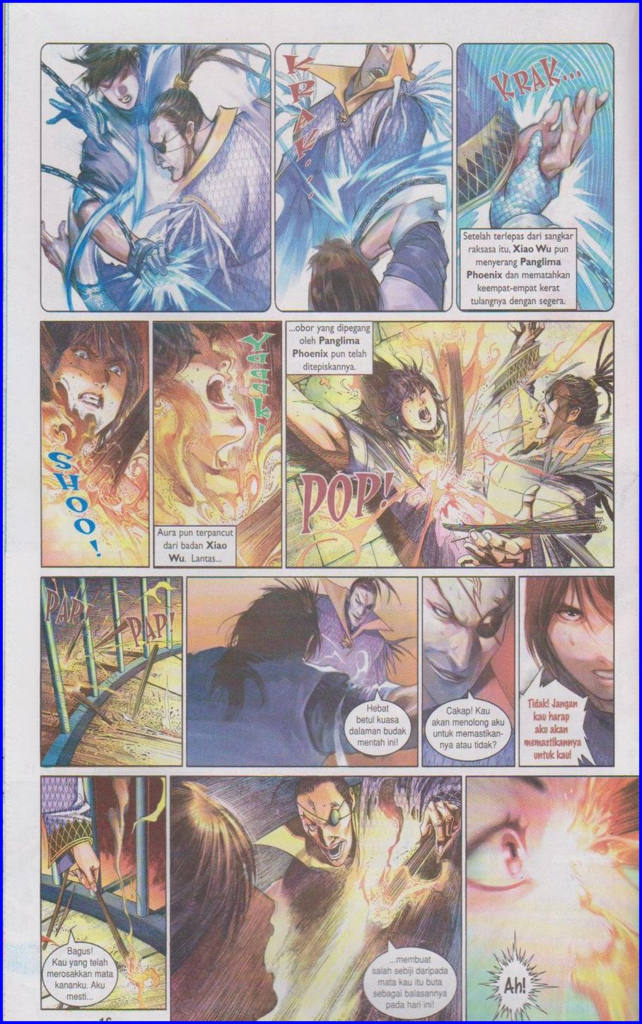 KRAK...
KRAK...
Setelah terlepas dari sangkar
raksasa itu, Xiao Wu pun
menyerang Panglima
Phoenix dan mematahkan
keempat-empat kerat
tulangnya dengan segera.
SHOO!
Yaaak!
Aura pun terpancut
dari badan Xiao
Wu. Lantas...
...obor yang dipegang
oleh Panglima
Phoenix pun telah
ditepiskannya.
POP!
PAP!
PAP!
Hebat
betul kuasa
dalaman budak
mentah ini!
Cakap! Kau
akan menolong aku
untuk memastikan-
nya atau tidak?
Tidak! Jangan
kau harap
aku akan
memastikannya
untuk kau!
Bagus!
Kau yang telah
merosakkan mata
kananku. Aku
mesti...
...membuat
salah sebiji daripada
mata kau itu buta
sebagai balasannya
pada hari ini!
Ah!